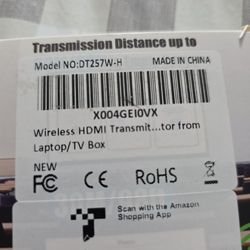 Transmission Distance up to
Model NO:DT257W-H MADE IN CHINA
X004GEI0VX
Wireless HDMI Transmit...tor from
Laptop/TV Box
NEW
FC CE RoHS
Scan with the Amazon
Shopping App